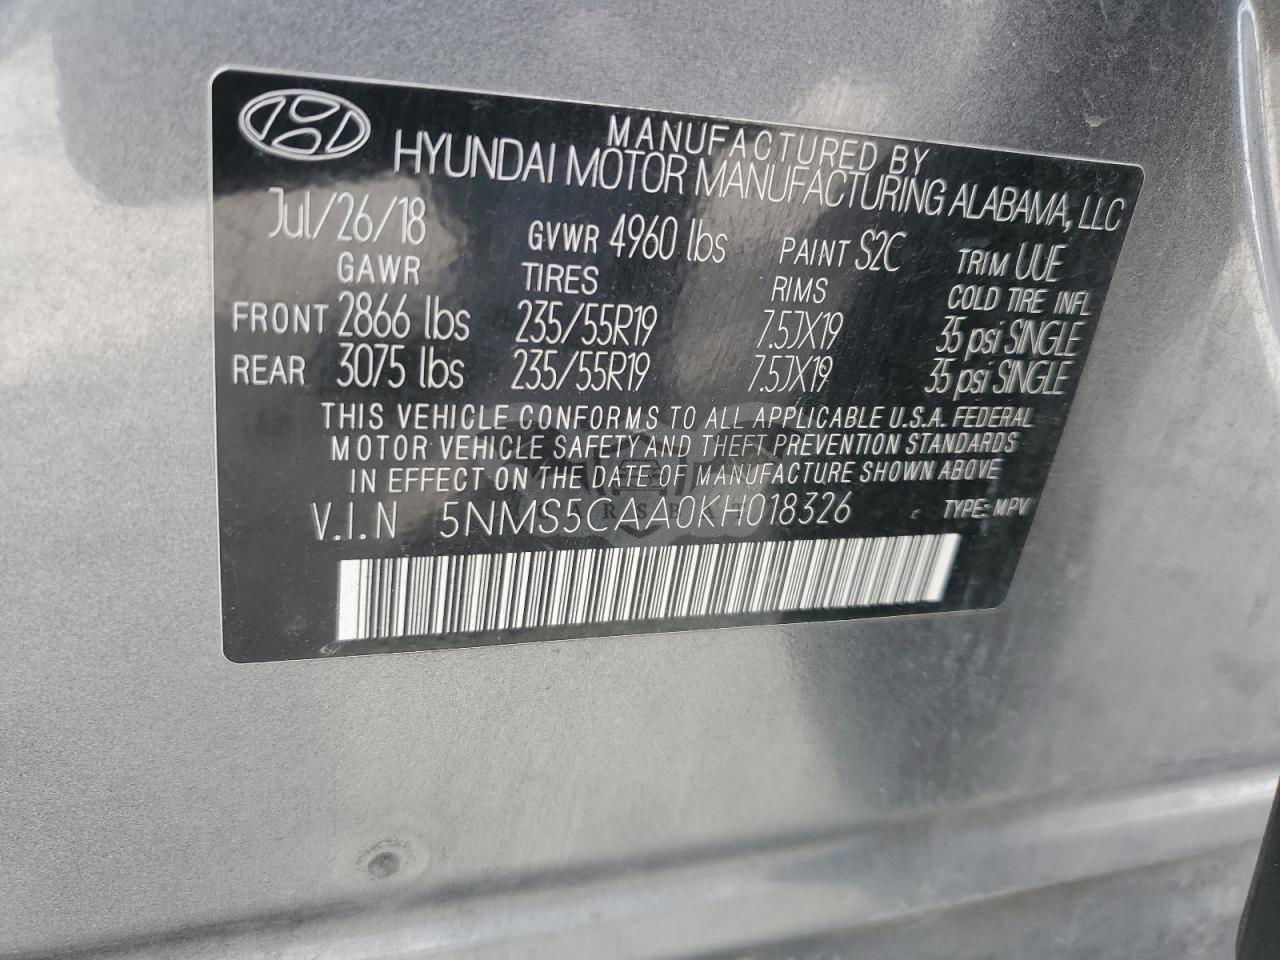 MANUFACTURED BY
HYUNDAI MOTOR MANUFACTURING ALABAMA, LLC
Jul/26/18 GVWR 4960 lbs PAINT S2C TRIM UUE
GAWR TIRES RIMS COLD TIRE INFL
FRONT 2866 lbs 235/55R19 7.5JX19 35 psi SINGLE
REAR 3075 lbs 235/55R19 7.5JX19 35 psi SINGLE
THIS VEHICLE CONFORMS TO ALL APPLICABLE U.S.A. FEDERAL
MOTOR VEHICLE SAFETY AND THEFT PREVENTION STANDARDS
IN EFFECT ON THE DATE OF MANUFACTURE SHOWN ABOVE
V.I.N 5NMS5CAA0KH018326 TYPE: MPV